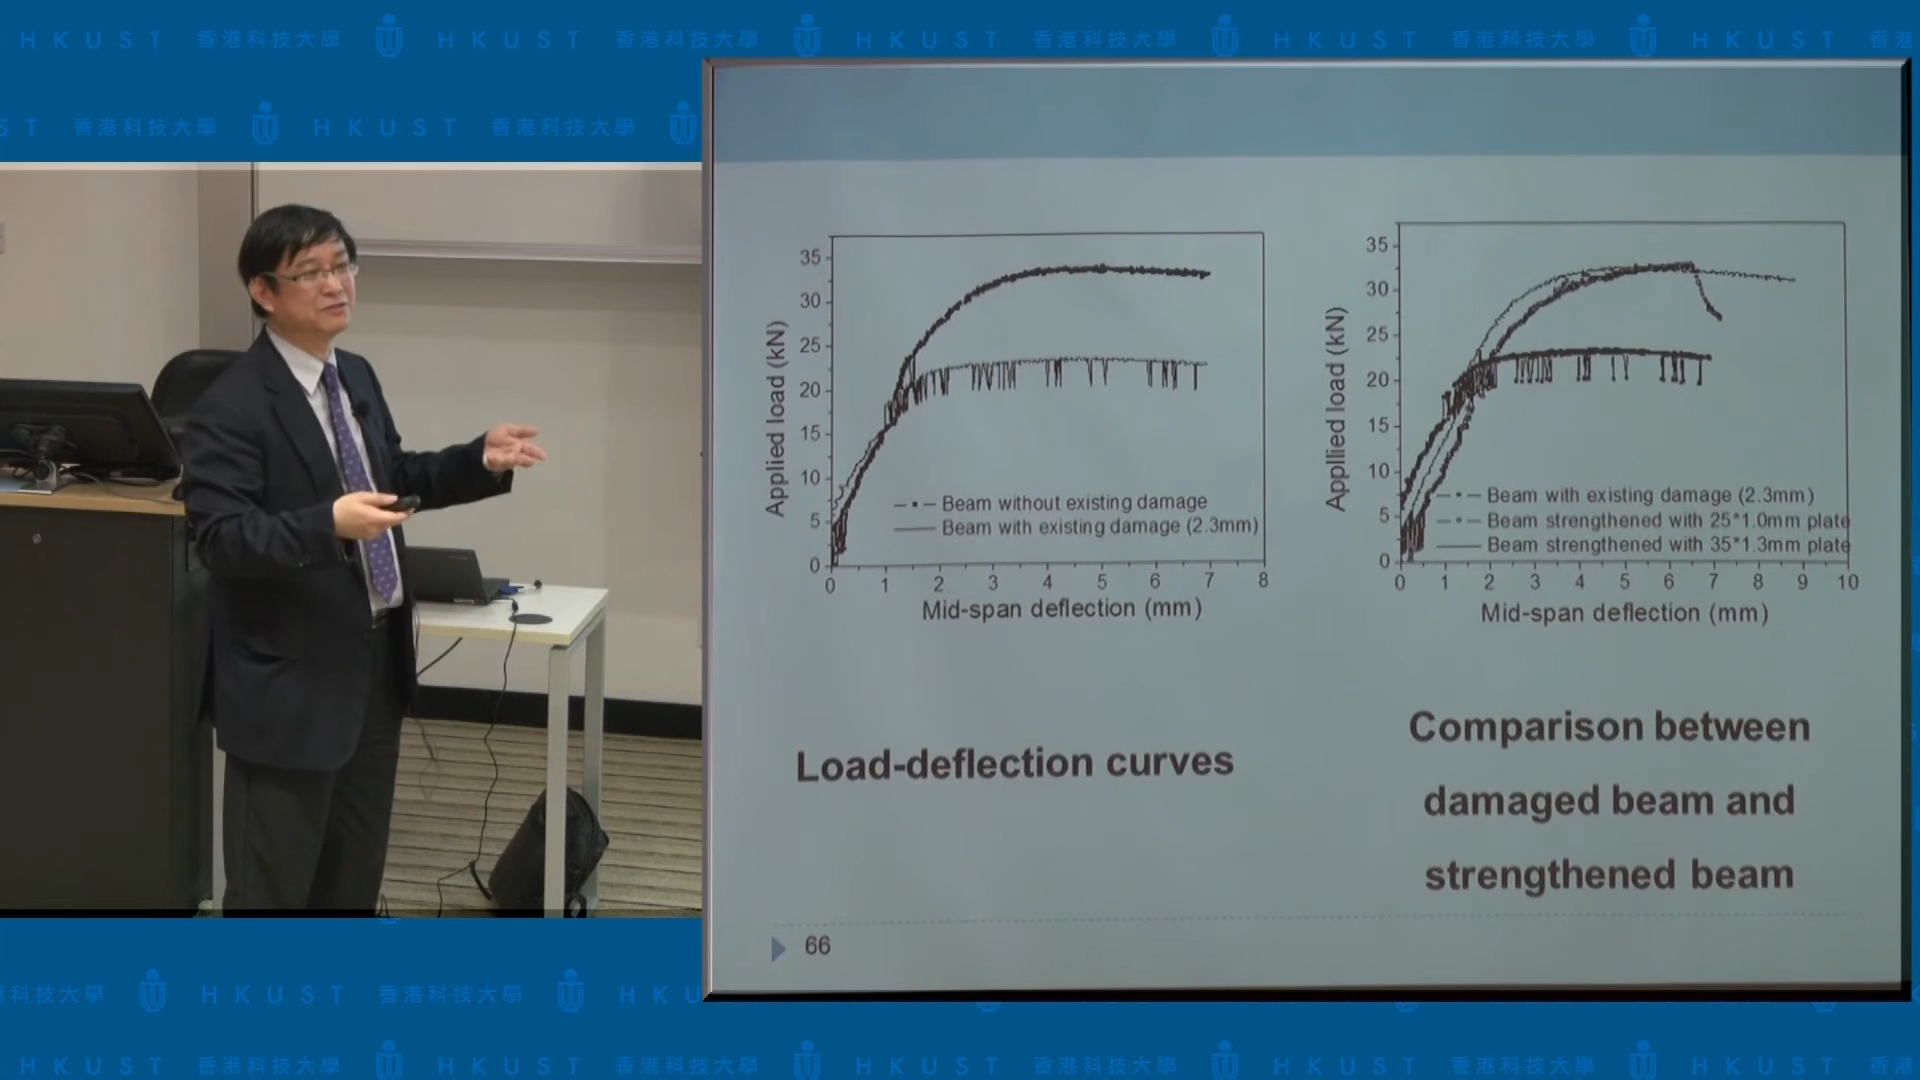 HKUST 香港科技大學 HKUST 香港科技大學 HKUST 香港科技大學 HKUST 香港科技大學 HKUST
香港科技大學 HKUST 香港科技大學
35
30
25
20
15
10
5
0
Applied load (kN)
Beam without existing damage
Beam with existing damage (2.3mm)
0 1 2 3 4 5 6 7 8
Mid-span deflection (mm)
Load-deflection curves
35
30
25
20
15
10
5
0
Appllied load (kN)
Beam with existing damage (2.3mm)
Beam strengthened with 25*1.0mm plate
Beam strengthened with 35*1.3mm plate
0 1 2 3 4 5 6 7 8 9 10
Mid-span deflection (mm)
Comparison between
damaged beam and
strengthened beam
66
科技大學 HKUST 香港科技大學 HKU
HKUST 香港科技大學 HKUST 香港科技大學 HKUST 香港科技大學 HKUST 香港科技大學 HKUST